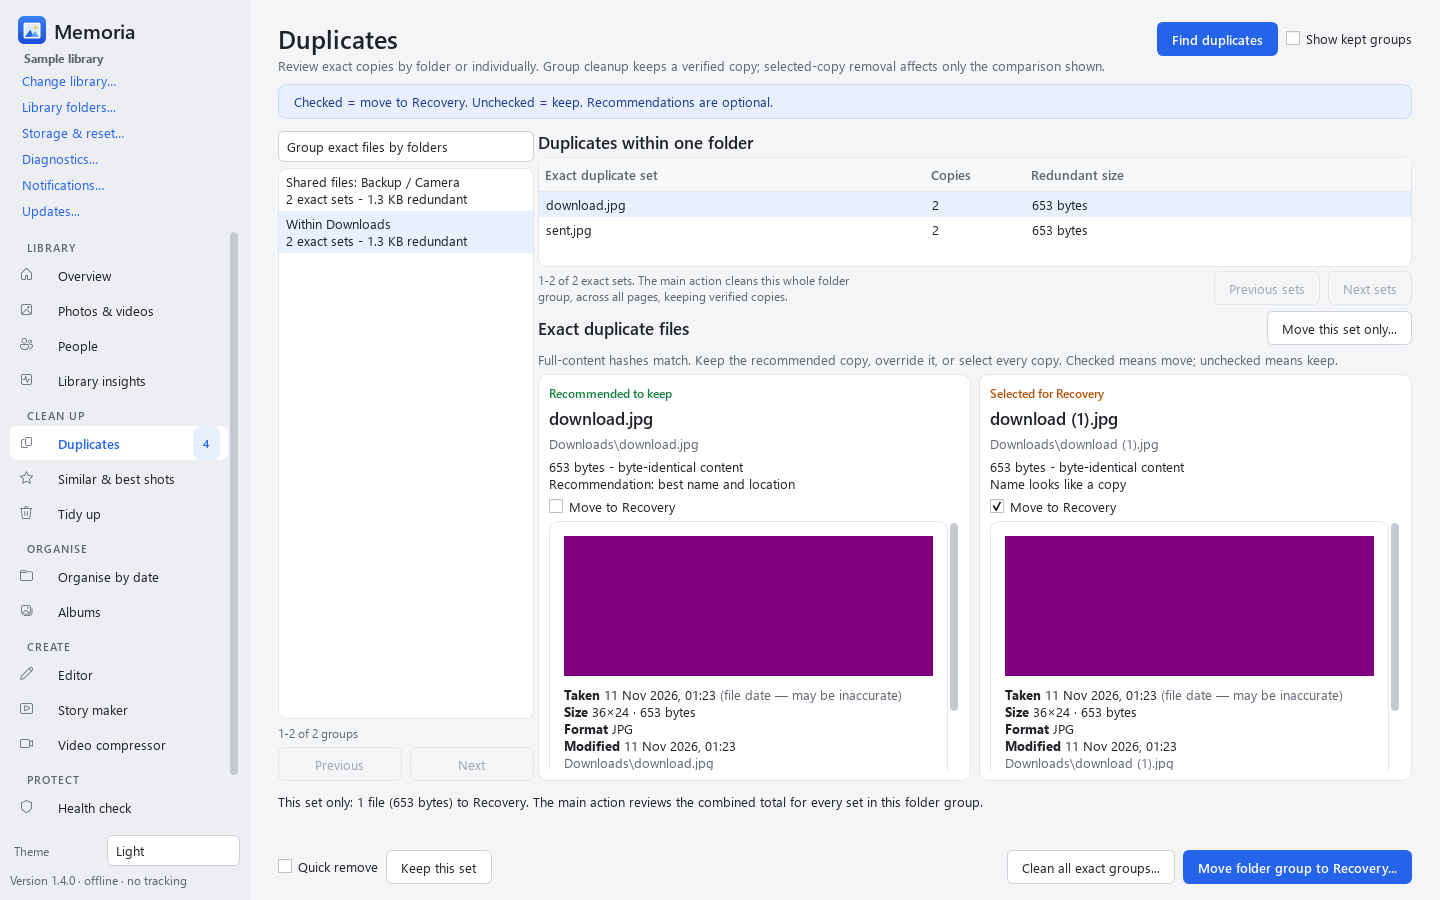 Memoria
Sample library
Change library...
Library folders...
Storage & reset...
Diagnostics...
Notifications...
Updates...
LIBRARY
Overview
Photos & videos
People
Library insights
CLEAN UP
Duplicates 4
Similar & best shots
Tidy up
ORGANISE
Organise by date
Albums
CREATE
Editor
Story maker
Video compressor
PROTECT
Health check
Theme Light
Version 1.4.0 · offline · no tracking
Duplicates
Find duplicates
Show kept groups
Review exact copies by folder or individually. Group cleanup keeps a verified copy; selected-copy removal affects only the comparison shown.
Checked = move to Recovery. Unchecked = keep. Recommendations are optional.
Group exact files by folders
Shared files: Backup / Camera
2 exact sets - 1.3 KB redundant
Within Downloads
2 exact sets - 1.3 KB redundant
1-2 of 2 groups
Previous Next
Duplicates within one folder
Exact duplicate set Copies Redundant size
download.jpg 2 653 bytes
sent.jpg 2 653 bytes
1-2 of 2 exact sets. The main action cleans this whole folder
group, across all pages, keeping verified copies.
Previous sets Next sets
Exact duplicate files
Move this set only...
Full-content hashes match. Keep the recommended copy, override it, or select every copy. Checked means move; unchecked means keep.
Recommended to keep
download.jpg
Downloads\download.jpg
653 bytes - byte-identical content
Recommendation: best name and location
Move to Recovery
Taken 11 Nov 2026, 01:23 (file date — may be inaccurate)
Size 36×24 · 653 bytes
Format JPG
Modified 11 Nov 2026, 01:23
Downloads\download.jpg
Selected for Recovery
download (1).jpg
Downloads\download (1).jpg
653 bytes - byte-identical content
Name looks like a copy
Move to Recovery
Taken 11 Nov 2026, 01:23 (file date — may be inaccurate)
Size 36×24 · 653 bytes
Format JPG
Modified 11 Nov 2026, 01:23
Downloads\download (1).jpg
This set only: 1 file (653 bytes) to Recovery. The main action reviews the combined total for every set in this folder group.
Quick remove
Keep this set
Clean all exact groups...
Move folder group to Recovery...